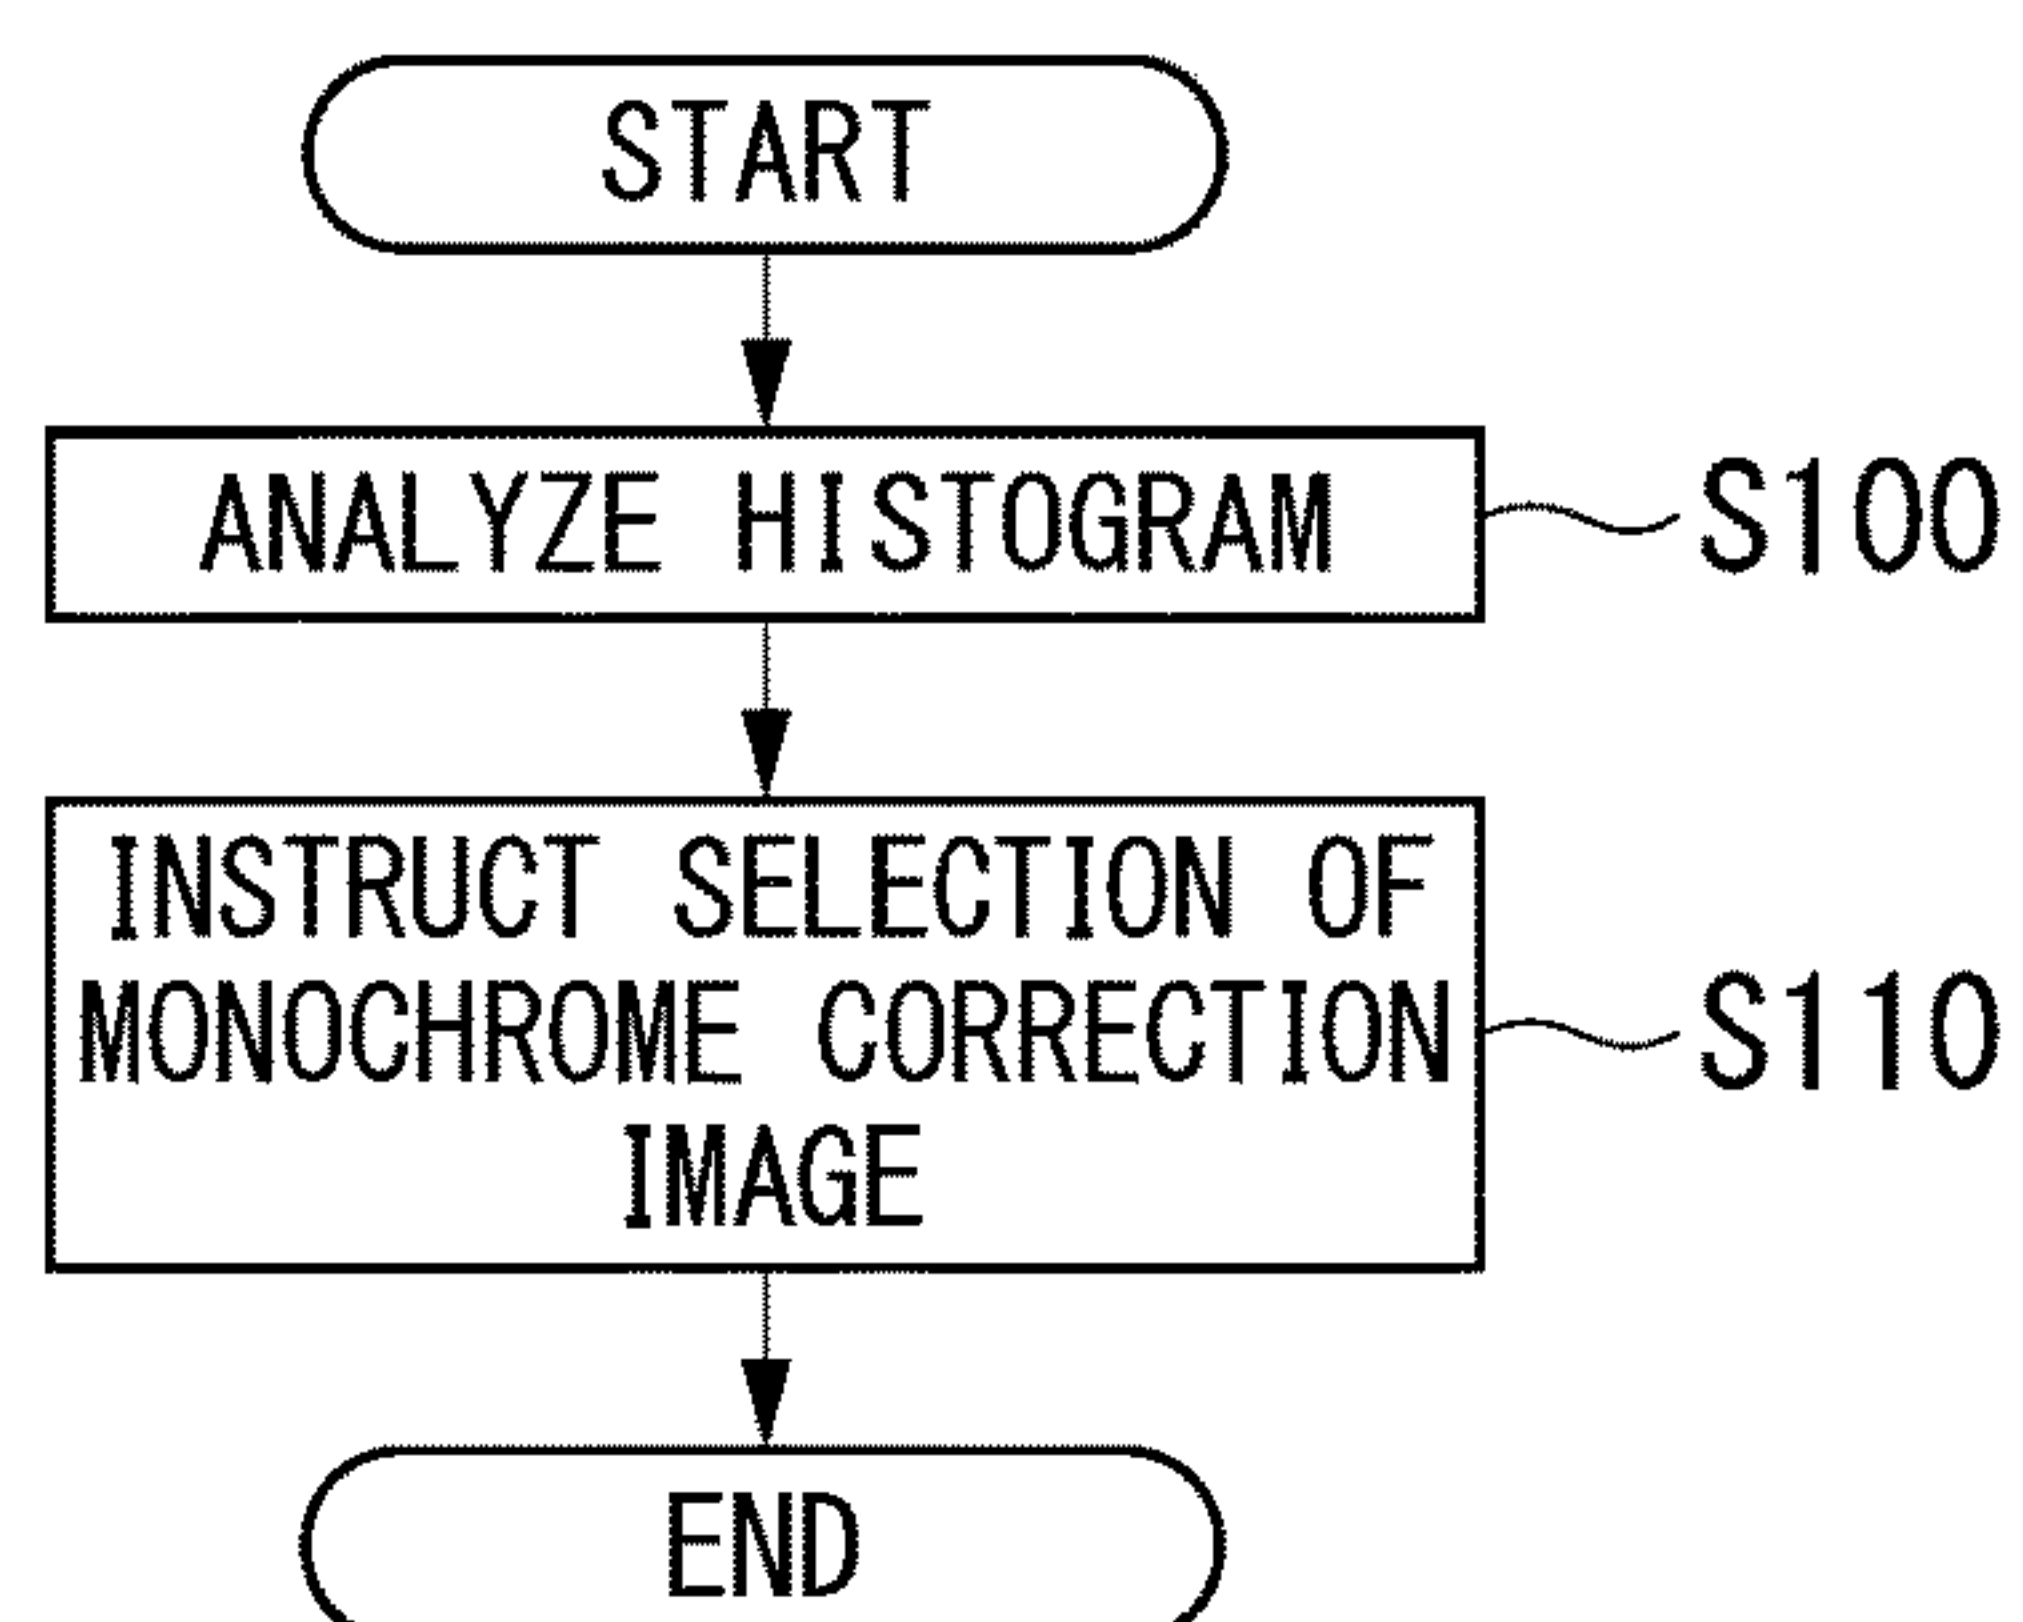 START
ANALYZE HISTOGRAM
S100
INSTRUCT SELECTION OF
MONOCHROME CORRECTION
IMAGE
S110
END